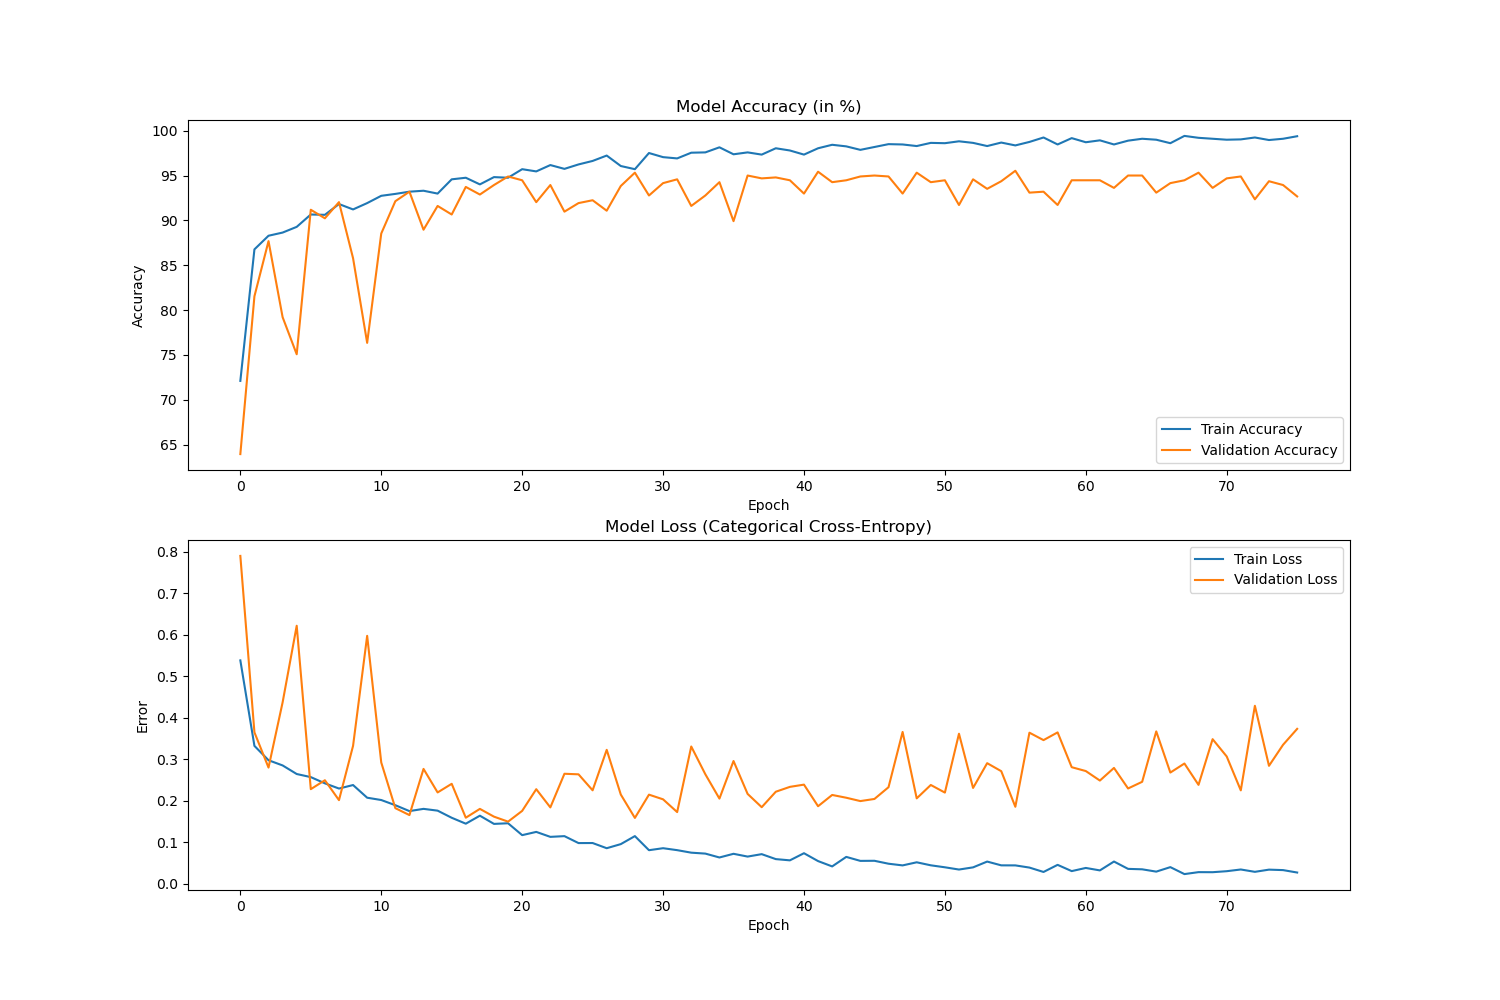 Model Accuracy (in %)
100
95
90
85
80
75
70
65
Accuracy
Train Accuracy
Validation Accuracy
0 10 20 30 40 50 60 70
Epoch
Model Loss (Categorical Cross-Entropy)
0.8
0.7
0.6
0.5
0.4
0.3
0.2
0.1
0.0
Error
Train Loss
Validation Loss
0 10 20 30 40 50 60 70
Epoch